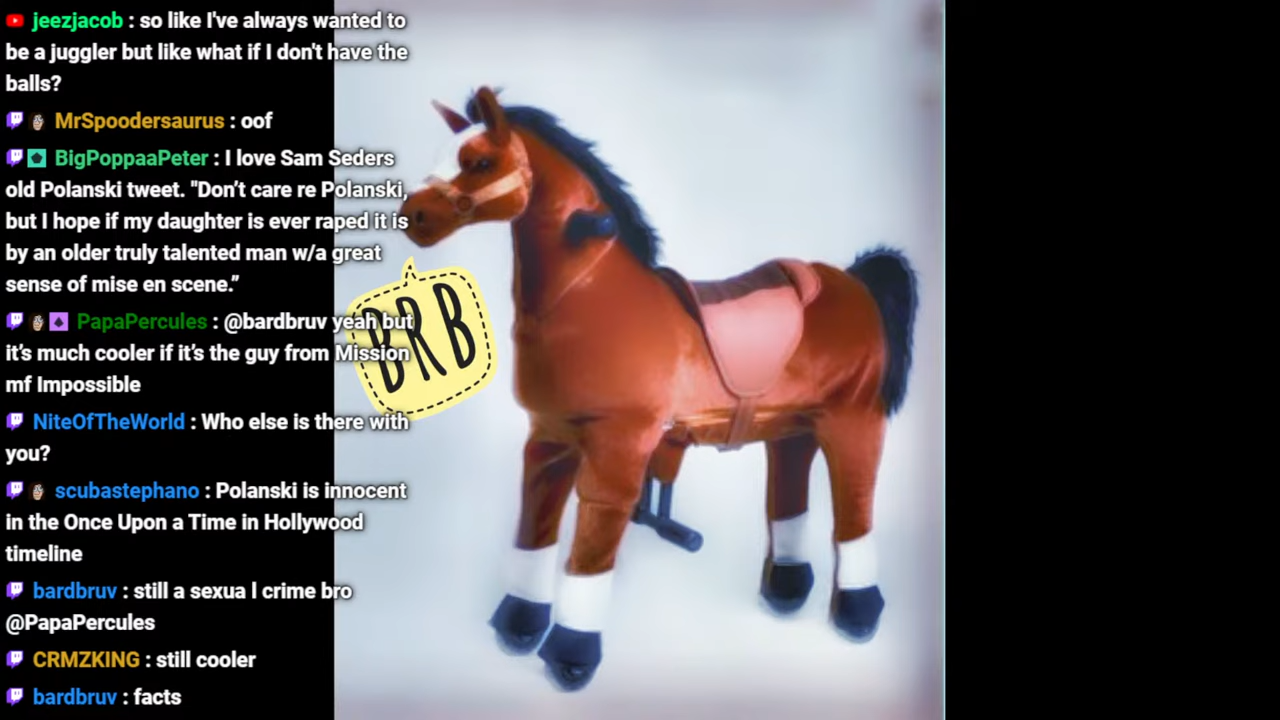 jeezjacob : so like I've always wanted to
be a juggler but like what if I don't have the
balls?
MrSpoodersaurus : oof
BigPoppaaPeter : I love Sam Seders
old Polanski tweet. "Don’t care re Polanski,
but I hope if my daughter is ever raped it is
by an older truly talented man w/a great
sense of mise en scene.”
PapaPercules : @bardbruv yeah but
it’s much cooler if it’s the guy from Mission
mf Impossible
BRB
NiteOfTheWorld : Who else is there with
you?
scubastephano : Polanski is innocent
in the Once Upon a Time in Hollywood
timeline
bardbruv : still a sexua l crime bro
@PapaPercules
CRMZKING : still cooler
bardbruv : facts